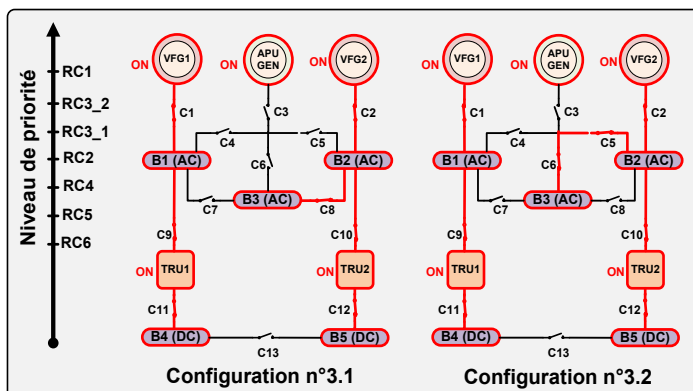 Niveau de priorité
RC1
RC3_2
RC3_1
RC2
RC4
RC5
RC6
ON VFG1
ON APU GEN
ON VFG2
C1
C3
C2
C4
C5
B1 (AC)
C6
B2 (AC)
C7
B3 (AC)
C8
C9
C10
ON TRU1
ON TRU2
C11
C12
B4 (DC)
C13
B5 (DC)
Configuration n°3.1
ON VFG1
ON APU GEN
ON VFG2
C1
C3
C2
C4
C5
B1 (AC)
C6
B2 (AC)
C7
B3 (AC)
C8
C9
C10
ON TRU1
ON TRU2
C11
C12
B4 (DC)
C13
B5 (DC)
Configuration n°3.2